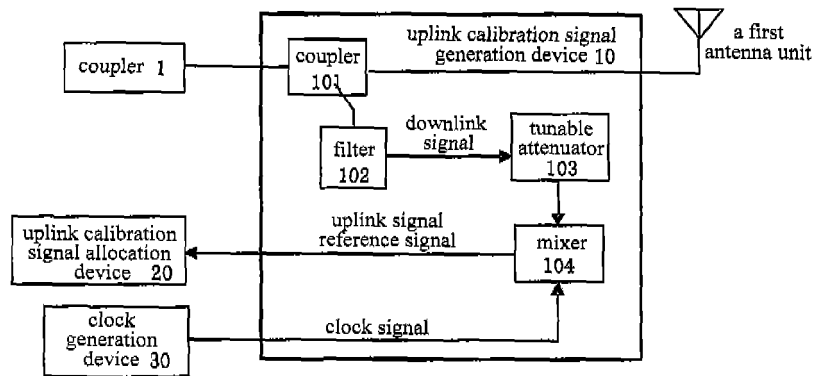 uplink calibration signal
generation device 10
a first
antenna unit
coupler 1
coupler
101
filter
102
downlink
signal
tunable
attenuator
103
uplink calibration
signal allocation
device 20
uplink signal
reference signal
mixer
104
clock
generation
device 30
clock signal